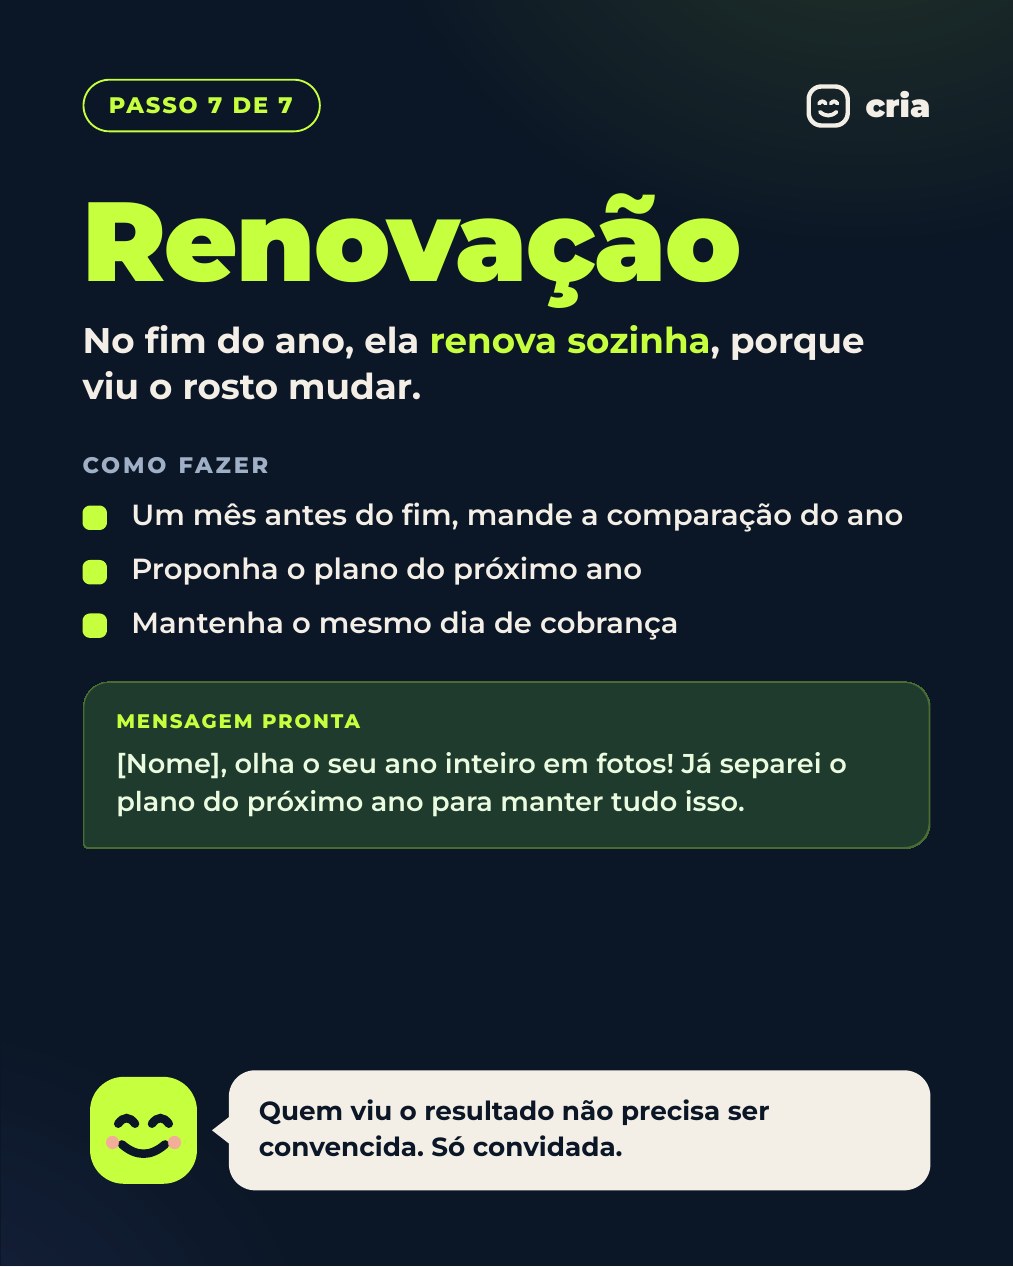 PASSO 7 DE 7
cria
Renovação
No fim do ano, ela renova sozinha, porque
viu o rosto mudar.
COMO FAZER
Um mês antes do fim, mande a comparação do ano
Proponha o plano do próximo ano
Mantenha o mesmo dia de cobrança
MENSAGEM PRONTA
[Nome], olha o seu ano inteiro em fotos! Já separei o
plano do próximo ano para manter tudo isso.
Quem viu o resultado não precisa ser
convencida. Só convidada.